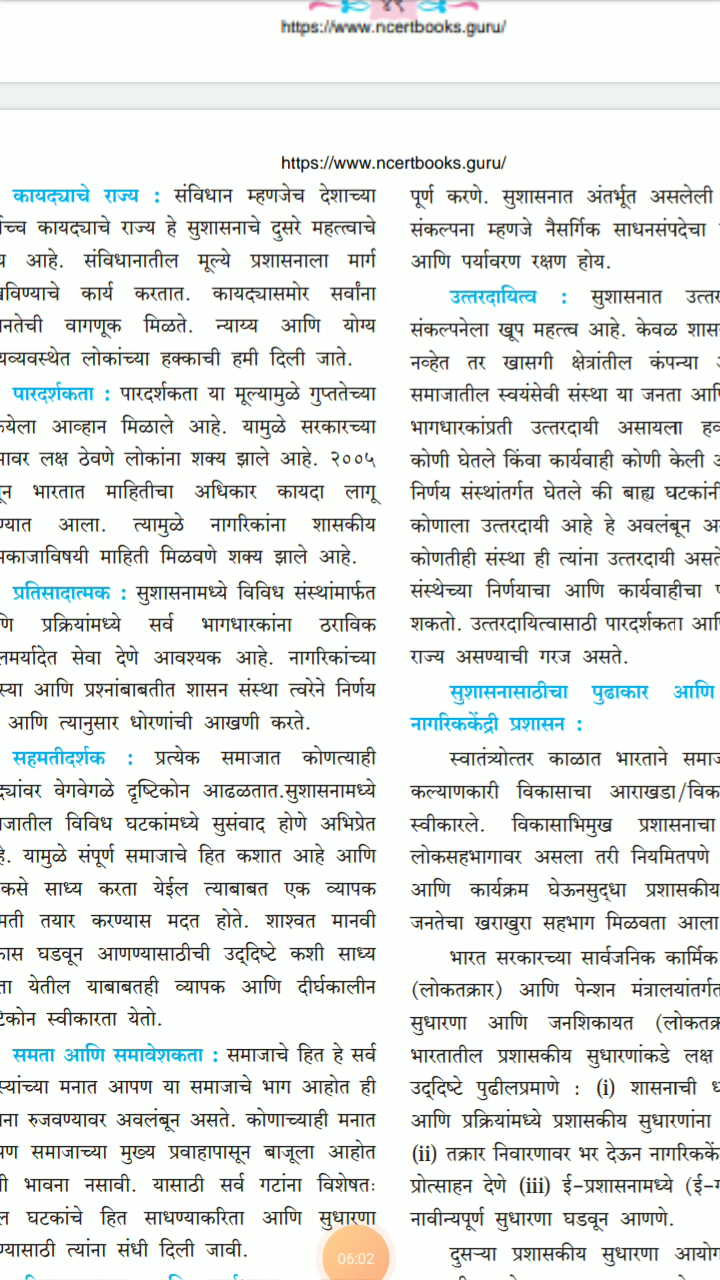 ४९
https://www.ncertbooks.guru/
https://www.ncertbooks.guru/
कायद्याचे राज्य : संविधान म्हणजेच देशाच्या
कायद्याचे राज्य हे सुशासनाचे दुसरे महत्त्वाचे
आहे. संविधानातील मूल्ये प्रशासनाला मार्ग
कार्य करतात. कायद्यासमोर सर्वांना
वागणूक मिळते. न्याय्य आणि योग्य
लोकांच्या हक्काची हमी दिली जाते.
पारदर्शकता : पारदर्शकता या मूल्यामुळे गुप्ततेच्या
आव्हान मिळाले आहे. यामुळे सरकारच्या
लक्ष ठेवणे लोकांना शक्य झाले आहे. २००५
भारतात माहितीचा अधिकार कायदा लागू
आला. त्यामुळे नागरिकांना शासकीय
माहिती मिळवणे शक्य झाले आहे.
प्रतिसादात्मक : सुशासनामध्ये विविध संस्थांमार्फत
प्रक्रियांमध्ये सर्व भागधारकांना ठराविक
सेवा देणे आवश्यक आहे. नागरिकांच्या
आणि प्रश्नांबाबतीत शासन संस्था त्वरेने निर्णय
आणि त्यानुसार धोरणांची आखणी करते.
सहमतीदर्शक : प्रत्येक समाजात कोणत्याही
वेगवेगळे दृष्टिकोन आढळतात.सुशासनामध्ये
विविध घटकांमध्ये सुसंवाद होणे अभिप्रेत
यामुळे संपूर्ण समाजाचे हित कशात आहे आणि
साध्य करता येईल त्याबाबत एक व्यापक
तयार करण्यास मदत होते. शाश्वत मानवी
घडवून आणण्यासाठीची उद्‌दिष्टे कशी साध्य
येतील याबाबतही व्यापक आणि दीर्घकालीन
स्वीकारता येतो.
समता आणि समावेशकता : समाजाचे हित हे सर्व
मनात आपण या समाजाचे भाग आहोत ही
रुजवण्यावर अवलंबून असते. कोणाच्याही मनात
समाजाच्या मुख्य प्रवाहापासून बाजूला आहोत
भावना नसावी. यासाठी सर्व गटांना विशेषतः
घटकांचे हित साधण्याकरिता आणि सुधारणा
त्यांना संधी दिली जावी.
पूर्ण करणे. सुशासनात अंतर्भूत असलेली
संकल्पना म्हणजे नैसर्गिक साधनसंपदेचा
आणि पर्यावरण रक्षण होय.
उत्तरदायित्व : सुशासनात
संकल्पनेला खूप महत्त्व आहे. केवळ
नव्हेत तर खासगी क्षेत्रांतील कंपन्या
समाजातील स्वयंसेवी संस्था या जनता
भागधारकांप्रती उत्तरदायी असायला
कोणी घेतले किंवा कार्यवाही कोणी केली
निर्णय संस्थांतर्गत घेतले की बाह्य घटकांनी
कोणाला उत्तरदायी आहे हे अवलंबून
कोणतीही संस्था ही त्यांना उत्तरदायी
संस्थेच्या निर्णयाचा आणि कार्यवाहीचा
शकतो. उत्तरदायित्वासाठी पारदर्शकता
राज्य असण्याची गरज असते.
सुशासनासाठीचा पुढाकार आणि
नागरिककेंद्री प्रशासन :
स्वातंत्र्योत्तर काळात भारताने
कल्याणकारी विकासाचा आराखडा/
स्वीकारले. विकासाभिमुख प्रशासनाचा
लोकसहभागावर असला तरी नियमितपणे
आणि कार्यक्रम घेऊनसुद्धा प्रशासकीय
जनतेचा खराखुरा सहभाग मिळवता आला
भारत सरकारच्या सार्वजनिक कार्मिक
(लोकतक्रार) आणि पेन्शन मंत्रालयांतर्गत
सुधारणा आणि जनशिकायत
भारतातील प्रशासकीय सुधारणांकडे लक्ष
उद्‌दिष्टे पुढीलप्रमाणे : (i) शासनाची
आणि प्रक्रियांमध्ये प्रशासकीय सुधारणांना
(ii) तक्रार निवारणावर भर देऊन
प्रोत्साहन देणे (iii) ई-प्रशासनामध्ये
नावीन्यपूर्ण सुधारणा घडवून आणणे.
दुसऱ्या प्रशासकीय सुधारणा
06:02